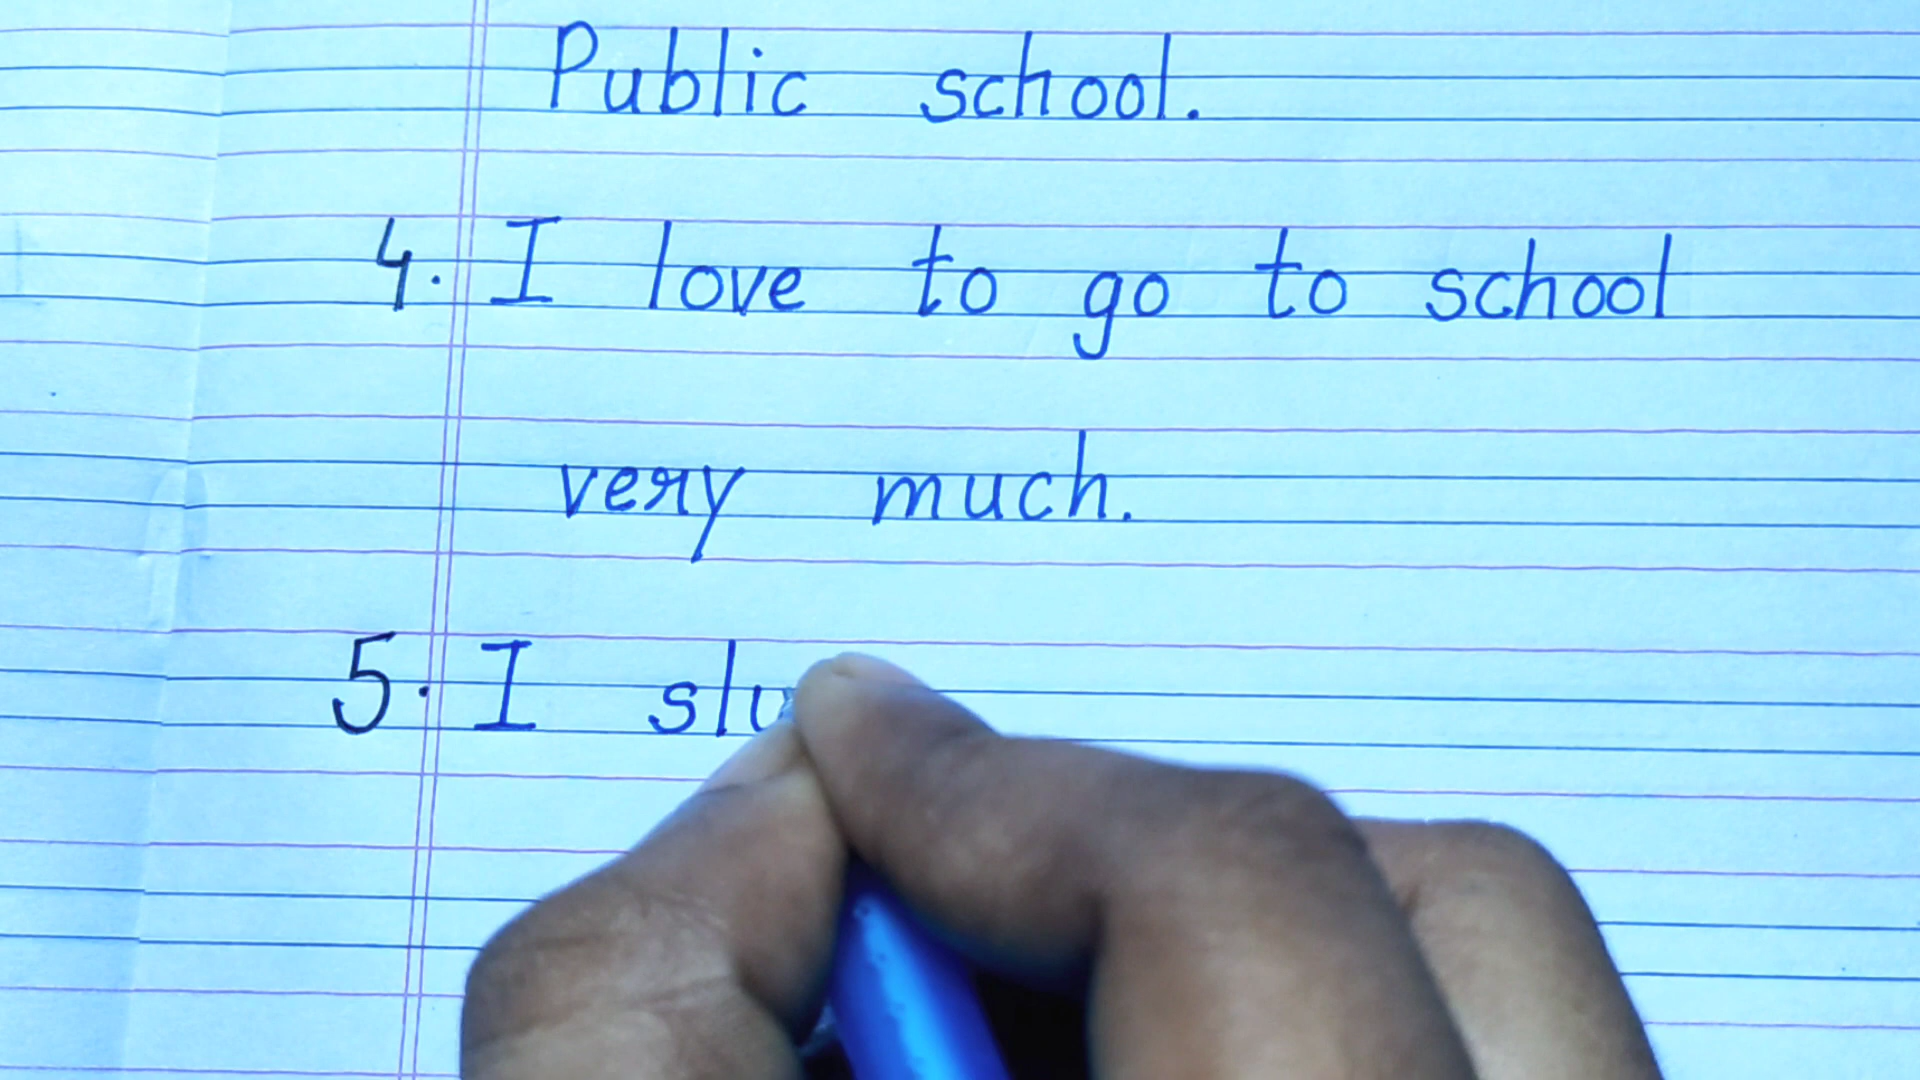 Public school.
4. I love to go to school
very much.
5. I